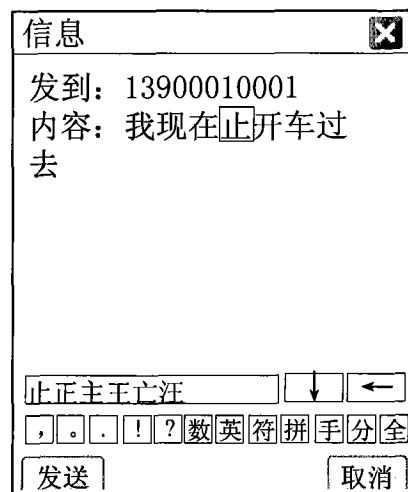 信息
发到：13900010001
内容：我现在止开车过
去
止正主王亡汪 ↓ ←
，。.！？数英符拼手分全
发送 取消